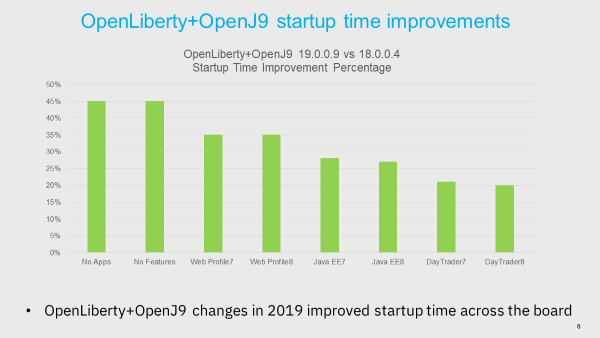 OpenLiberty+OpenJ9 startup time improvements
OpenLiberty+OpenJ9 19.0.0.9 vs 18.0.0.4
Startup Time Improvement Percentage
50%
45%
40%
35%
30%
25%
20%
15%
10%
5%
0%
No Apps No Features Web Profile7 Web Profile8 Java EE7 Java EE8 DayTrader7 DayTrader8
• OpenLiberty+OpenJ9 changes in 2019 improved startup time across the board
6